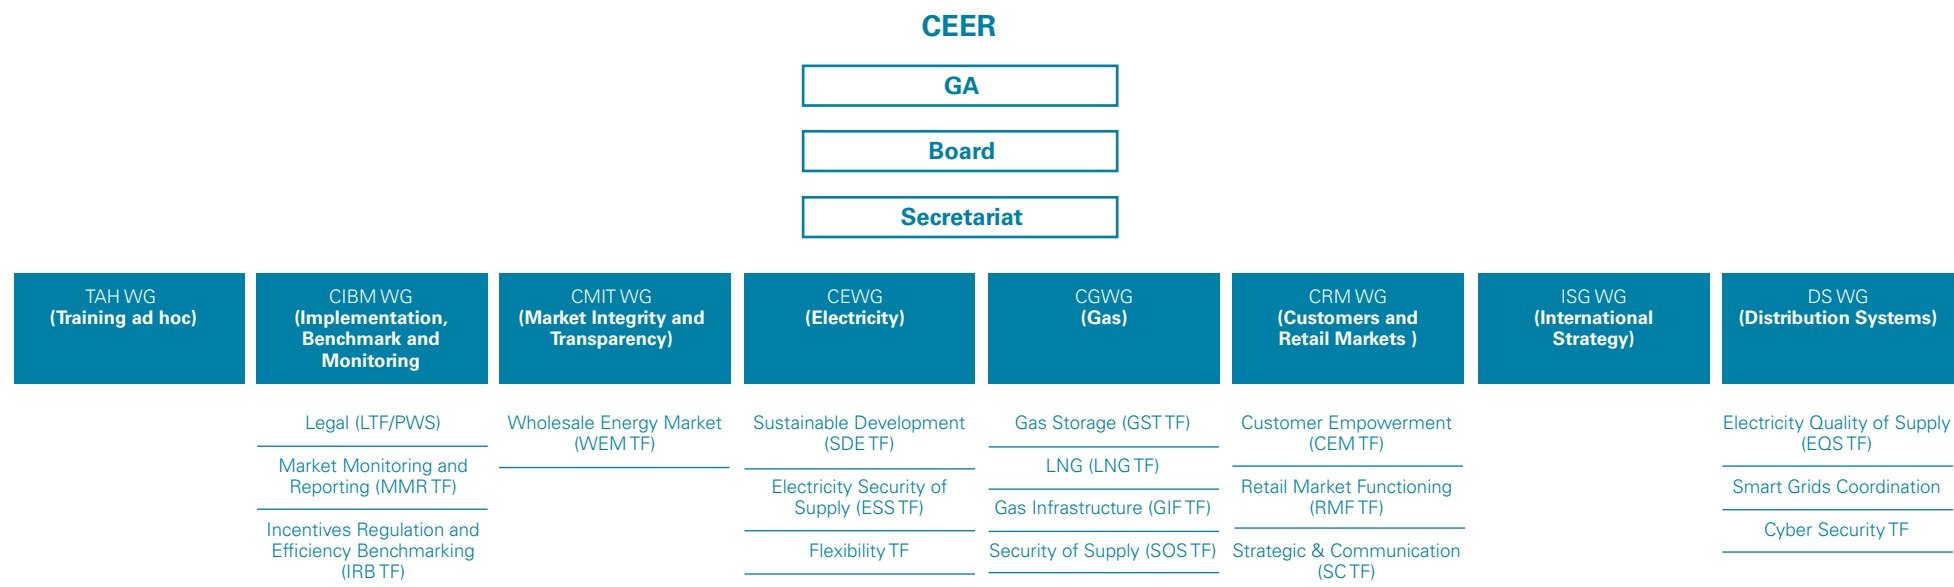 CEER
GA
Board
Secretariat
TAH WG
(Training ad hoc)
CIBM WG
(Implementation,
Benchmark and
Monitoring
CMIT WG
(Market Integrity and
Transparency)
CEWG
(Electricity)
CGWG
(Gas)
CRM WG
(Customers and
Retail Markets )
ISG WG
(International
Strategy)
DS WG
(Distribution Systems)
Legal (LTF/PWS)
Market Monitoring and
Reporting (MMR TF)
Incentives Regulation and
Efficiency Benchmarking
(IRB TF)
Wholesale Energy Market
(WEM TF)
Sustainable Development
(SDE TF)
Electricity Security of
Supply (ESS TF)
Flexibility TF
Gas Storage (GST TF)
LNG (LNG TF)
Gas Infrastructure (GIF TF)
Security of Supply (SOS TF)
Customer Empowerment
(CEM TF)
Retail Market Functioning
(RMF TF)
Strategic & Communication
(SC TF)
Electricity Quality of Supply
(EQS TF)
Smart Grids Coordination
Cyber Security TF